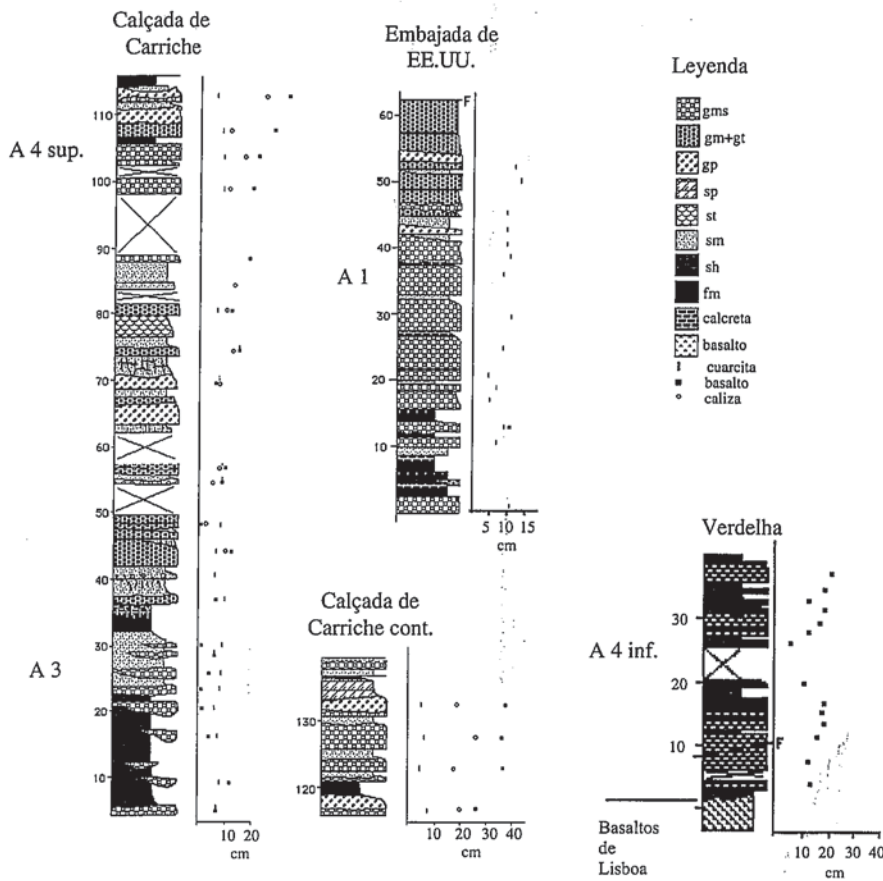 Calçada de
Carriche
A 4 sup.
A 3
110
100
90
80
70
60
50
40
30
20
10
10 20
cm
Embajada de
EE.UU.
A 1
F
60
50
40
30
20
10
5 10 15
cm
Leyenda
gms
gm+gt
gp
sp
st
sm
sh
fm
calcreta
basalto
cuarcita
basalto
caliza
Calçada de
Carriche cont.
130
120
10 20 30 40
cm
Verdelha
A 4 inf.
30
20
10
F
Basaltos
de
Lisboa
10 20 30 40
cm